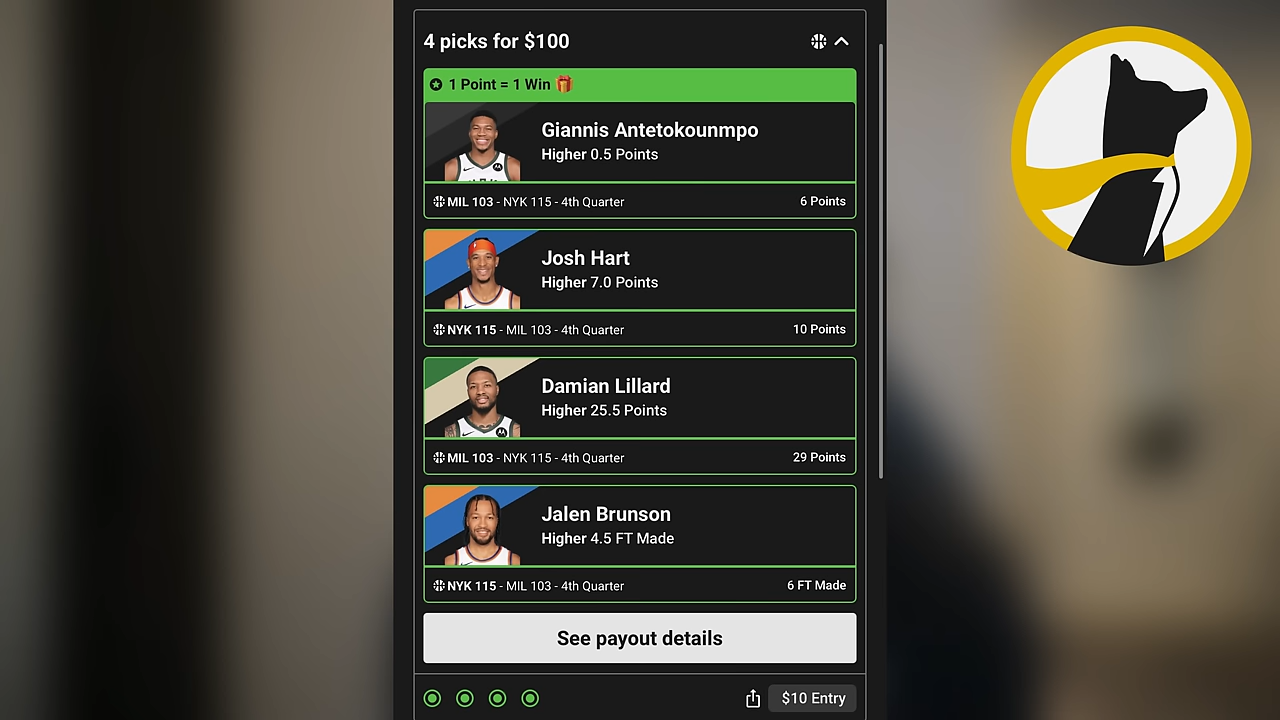 4 picks for $100
1 Point = 1 Win
Giannis Antetokounmpo
Higher 0.5 Points
MIL 103 - NYK 115 - 4th Quarter
6 Points
Josh Hart
Higher 7.0 Points
NYK 115 - MIL 103 - 4th Quarter
10 Points
Damian Lillard
Higher 25.5 Points
MIL 103 - NYK 115 - 4th Quarter
29 Points
Jalen Brunson
Higher 4.5 FT Made
NYK 115 - MIL 103 - 4th Quarter
6 FT Made
See payout details
$10 Entry